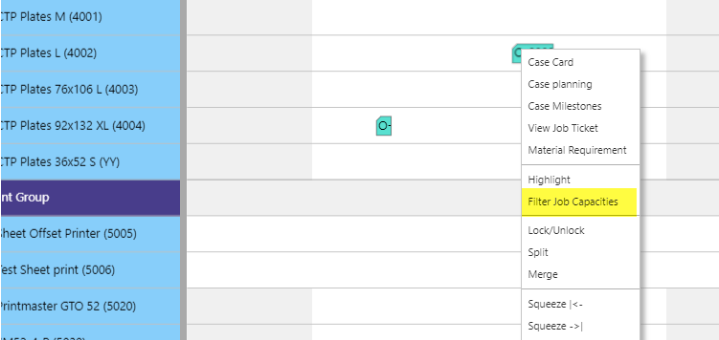 CTP Plates M (4001)
CTP Plates L (4002)
CTP Plates 76x106 L (4003)
CTP Plates 92x132 XL (4004)
CTP Plates 36x52 S (YY)
nt Group
Sheet Offset Printer (5005)
Test Sheet print (5006)
Printmaster GTO 52 (5020)
O-
Case Card
Case planning
Case Milestones
View Job Ticket
Material Requirement
Highlight
Filter Job Capacities
Lock/Unlock
Split
Merge
Squeeze |<-
Squeeze ->|